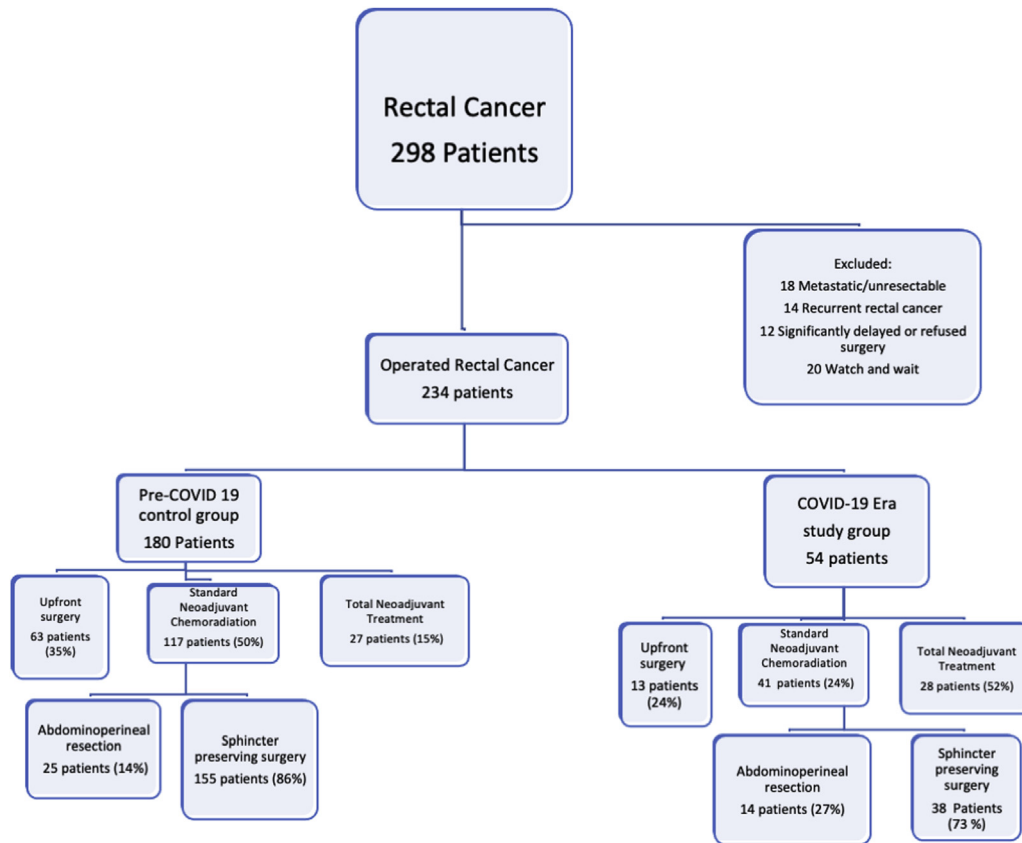 Rectal Cancer
298 Patients
Excluded:
18 Metastatic/unresectable
14 Recurrent rectal cancer
12 Significantly delayed or refused
surgery
20 Watch and wait
Operated Rectal Cancer
234 patients
Pre-COVID 19
control group
180 Patients
COVID-19 Era
study group
54 patients
Upfront
surgery
63 patients
(35%)
Standard
Neoadjuvant
Chemoradiation
117 patients (50%)
Total Neoadjuvant
Treatment
27 patients (15%)
Upfront
surgery
13 patients
(24%)
Standard
Neoadjuvant
Chemoradiation
41 patients (24%)
Total Neoadjuvant
Treatment
28 patients (52%)
Abdominoperineal
resection
25 patients (14%)
Sphincter
preserving surgery
155 patients (86%)
Abdominoperineal
resection
14 patients (27%)
Sphincter
preserving
surgery
38 Patients
(73 %)